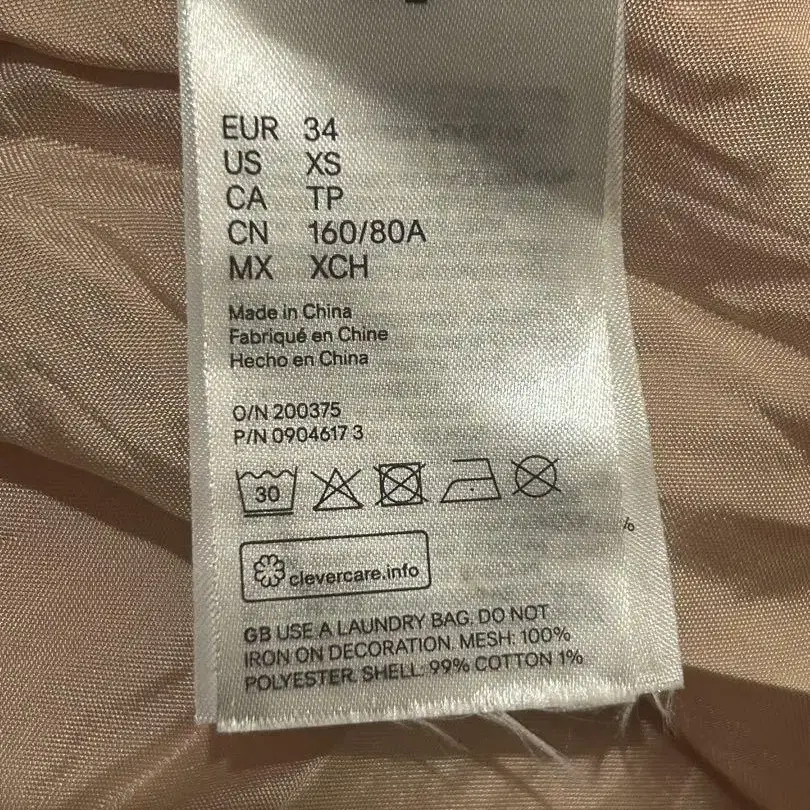 EUR 34
US XS
CA TP
CN 160/80A
MX XCH
Made in China
Fabriqué en Chine
Hecho en China
O/N 200375
P/N 0904617 3
30
clevercare.info
GB USE A LAUNDRY BAG. DO NOT
IRON ON DECORATION. MESH: 100%
POLYESTER. SHELL: 99% COTTON 1%
%